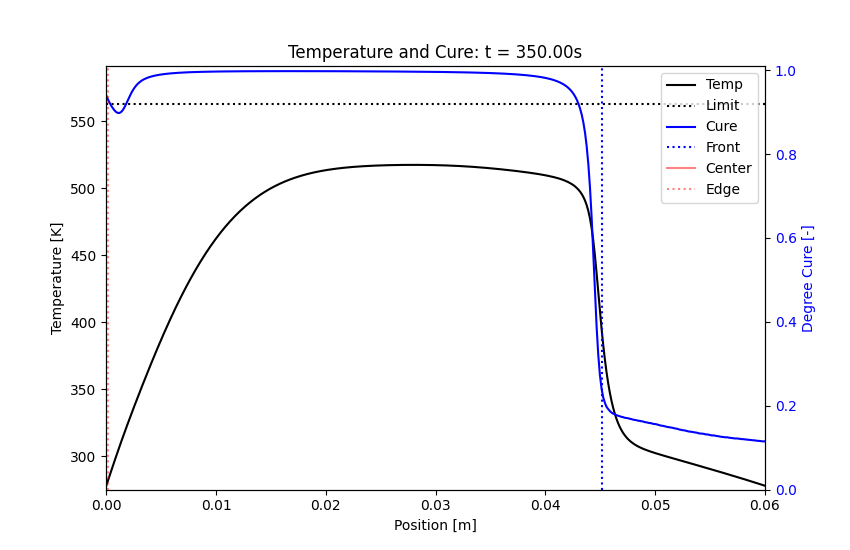 Temperature and Cure: t = 350.00s
Temp
Limit
Cure
Front
Center
Edge
Temperature [K]
550
500
450
400
350
300
Degree Cure [-]
1.0
0.8
0.6
0.4
0.2
0.0
0.00 0.01 0.02 0.03 0.04 0.05 0.06
Position [m]